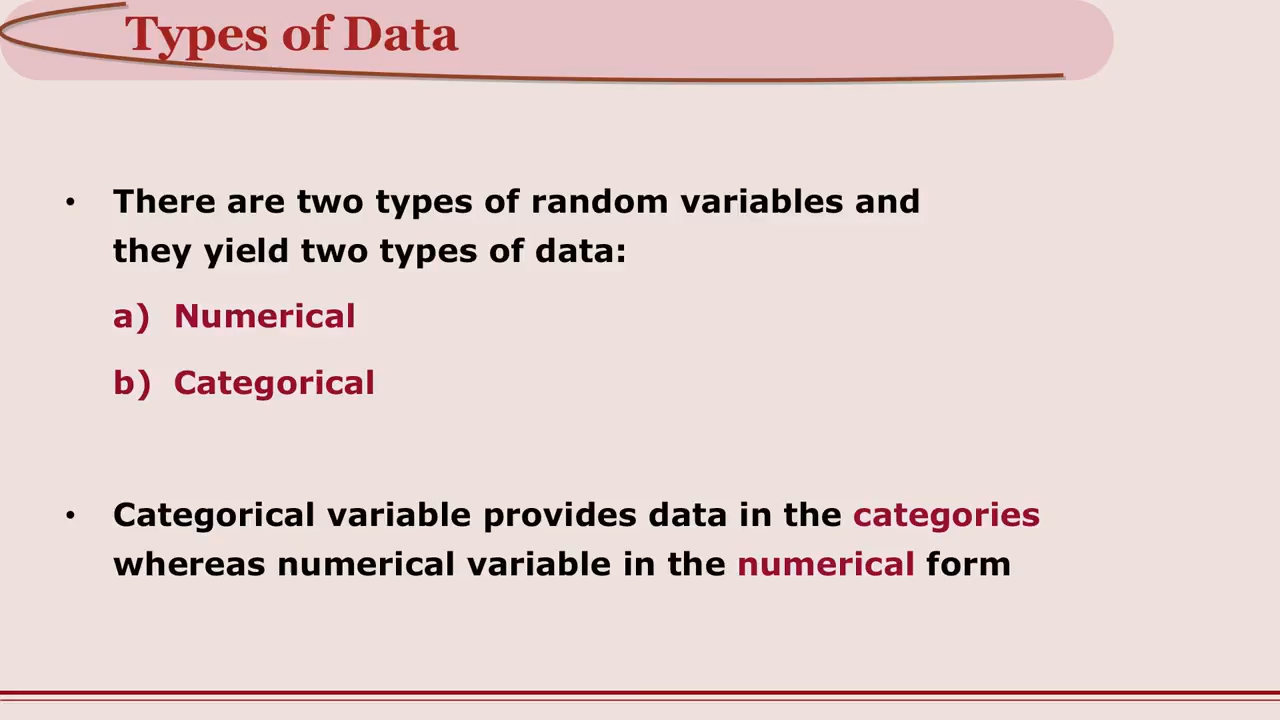 Types of Data
• There are two types of random variables and
they yield two types of data:
a) Numerical
b) Categorical
• Categorical variable provides data in the categories
whereas numerical variable in the numerical form